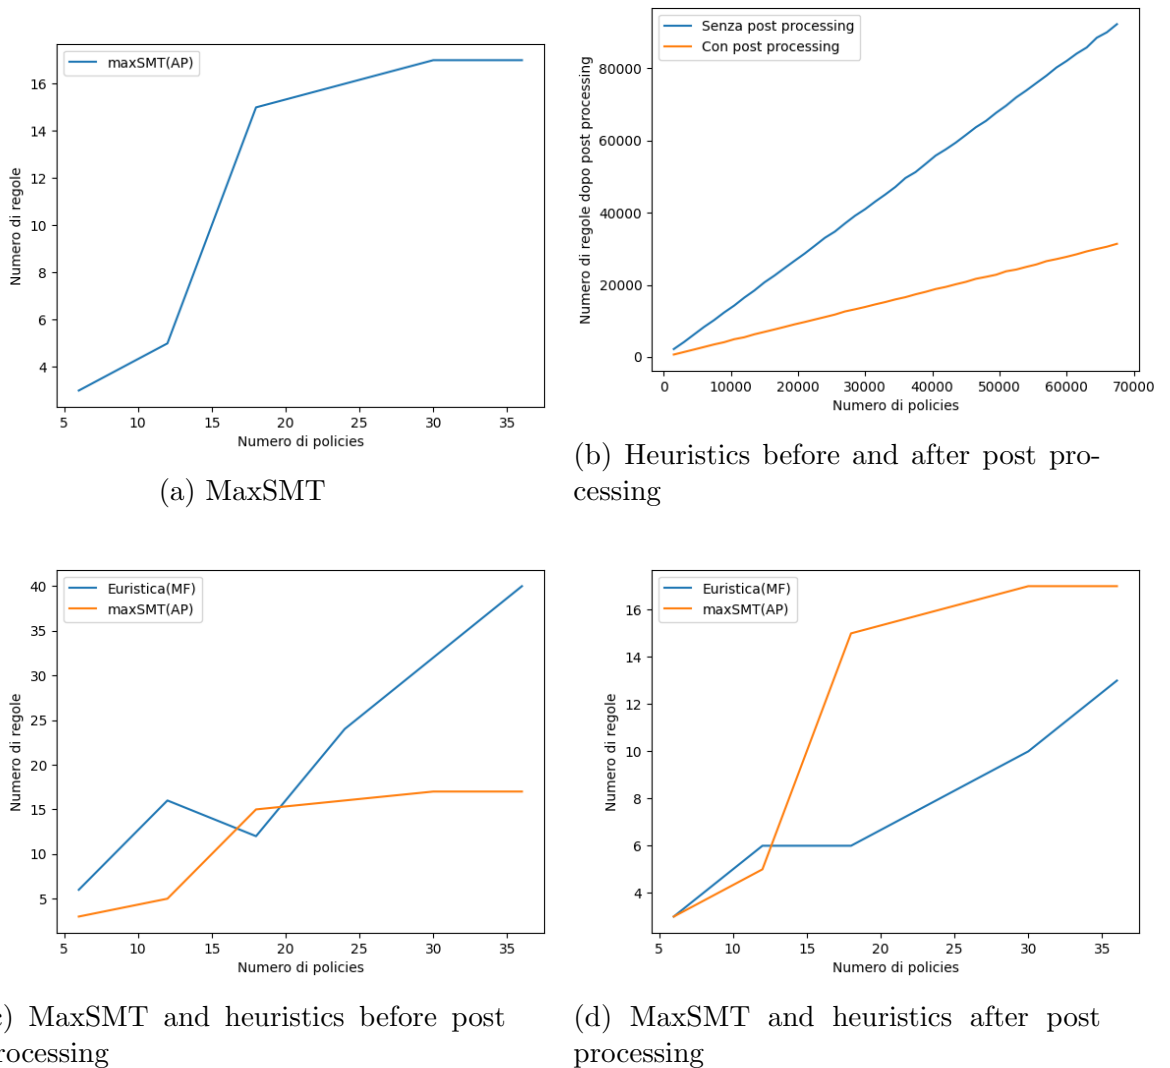 maxSMT(AP)
16
14
12
10
8
6
4
Numero di regole
5 10 15 20 25 30 35
Numero di policies
(a) MaxSMT
Senza post processing
Con post processing
80000
60000
40000
20000
0
Numero di regole dopo post processing
0 10000 20000 30000 40000 50000 60000 70000
Numero di policies
(b) Heuristics before and after post pro-
cessing
Euristica(MF)
maxSMT(AP)
40
35
30
25
20
15
10
5
Numero di regole
5 10 15 20 25 30 35
Numero di policies
) MaxSMT and heuristics before post
rocessing
Euristica(MF)
maxSMT(AP)
16
14
12
10
8
6
4
Numero di regole
5 10 15 20 25 30 35
Numero di policies
(d) MaxSMT and heuristics after post
processing